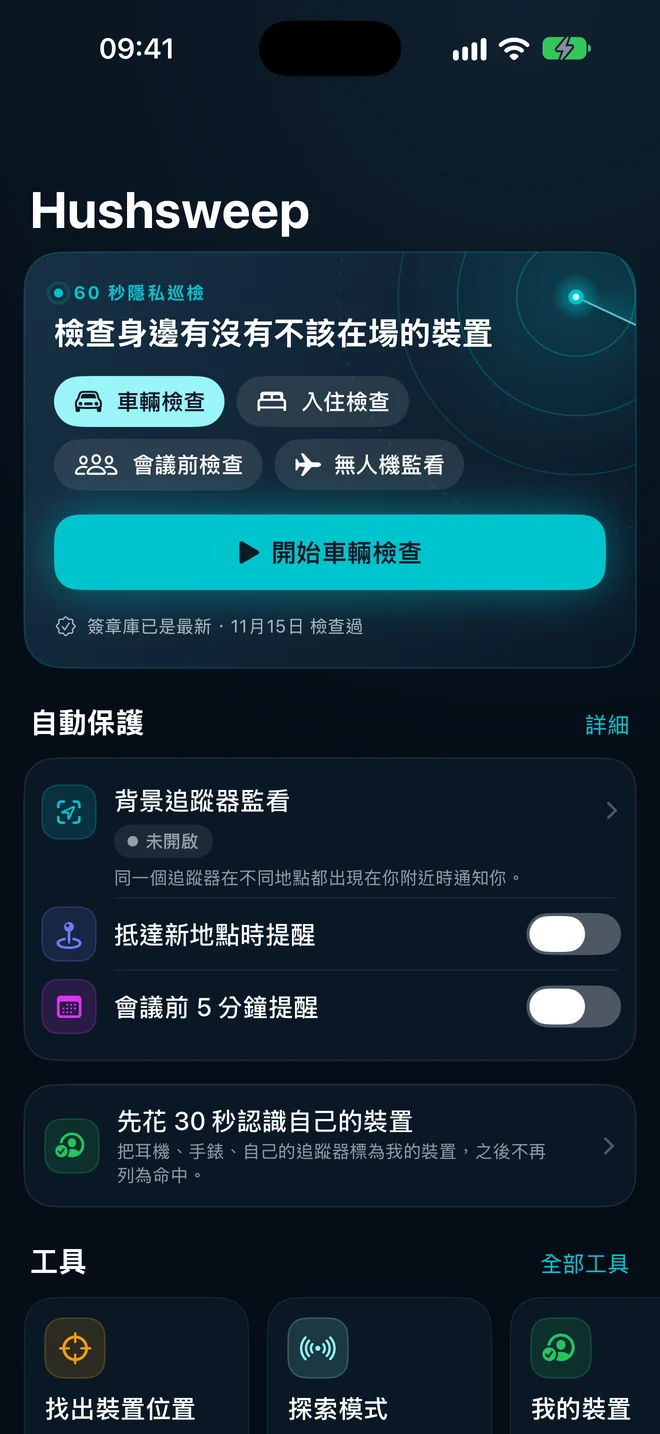 09:41
Hushsweep
60 秒隱私巡檢
檢查身邊有沒有不該在場的裝置
車輛檢查
入住檢查
會議前檢查
無人機監看
開始車輛檢查
簽章庫已是最新 · 11月15日 檢查過
自動保護
詳細
背景追蹤器監看
未開啟
同一個追蹤器在不同地點都出現在你附近時通知你。
抵達新地點時提醒
會議前 5 分鐘提醒
先花 30 秒認識自己的裝置
把耳機、手錶、自己的追蹤器標為我的裝置，之後不再
列為命中。
工具
全部工具
找出裝置位置
探索模式
我的裝置